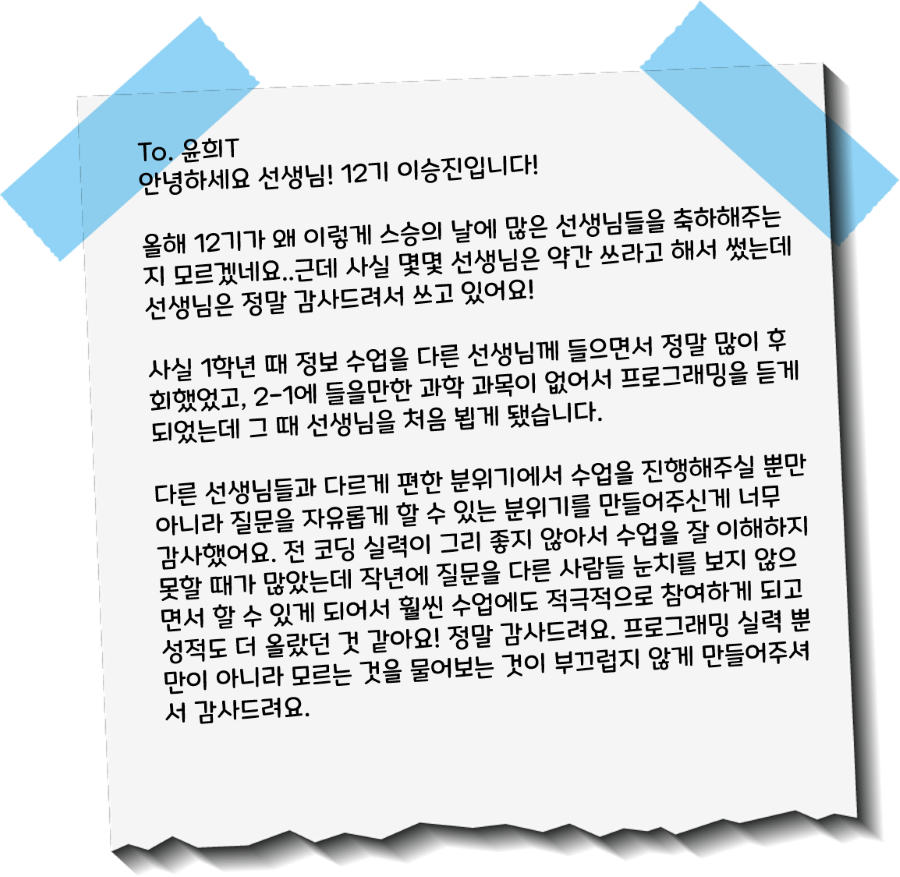 To. 윤희T
안녕하세요 선생님! 12기 이승진입니다!
올해 12기가 왜 이렇게 스승의 날에 많은 선생님들을 축하해주는
지 모르겠네요..근데 사실 몇몇 선생님은 약간 쓰라고 해서 썼는데
선생님은 정말 감사드려서 쓰고 있어요!
사실 1학년 때 정보 수업을 다른 선생님께 들으면서 정말 많이 후
회했었고, 2-1에 들을만한 과학 과목이 없어서 프로그래밍을 듣게
되었는데 그 때 선생님을 처음 뵙게 됐습니다.
다른 선생님들과 다르게 편한 분위기에서 수업을 진행해주실 뿐만
아니라 질문을 자유롭게 할 수 있는 분위기를 만들어주신게 너무
감사했어요. 전 코딩 실력이 그리 좋지 않아서 수업을 잘 이해하지
못할 때가 많았는데 작년에 질문을 다른 사람들 눈치를 보지 않으
면서 할 수 있게 되어서 훨씬 수업에도 적극적으로 참여하게 되고
성적도 더 올랐던 것 같아요! 정말 감사드려요. 프로그래밍 실력 뿐
만이 아니라 모르는 것을 물어보는 것이 부끄럽지 않게 만들어주셔
서 감사드려요.